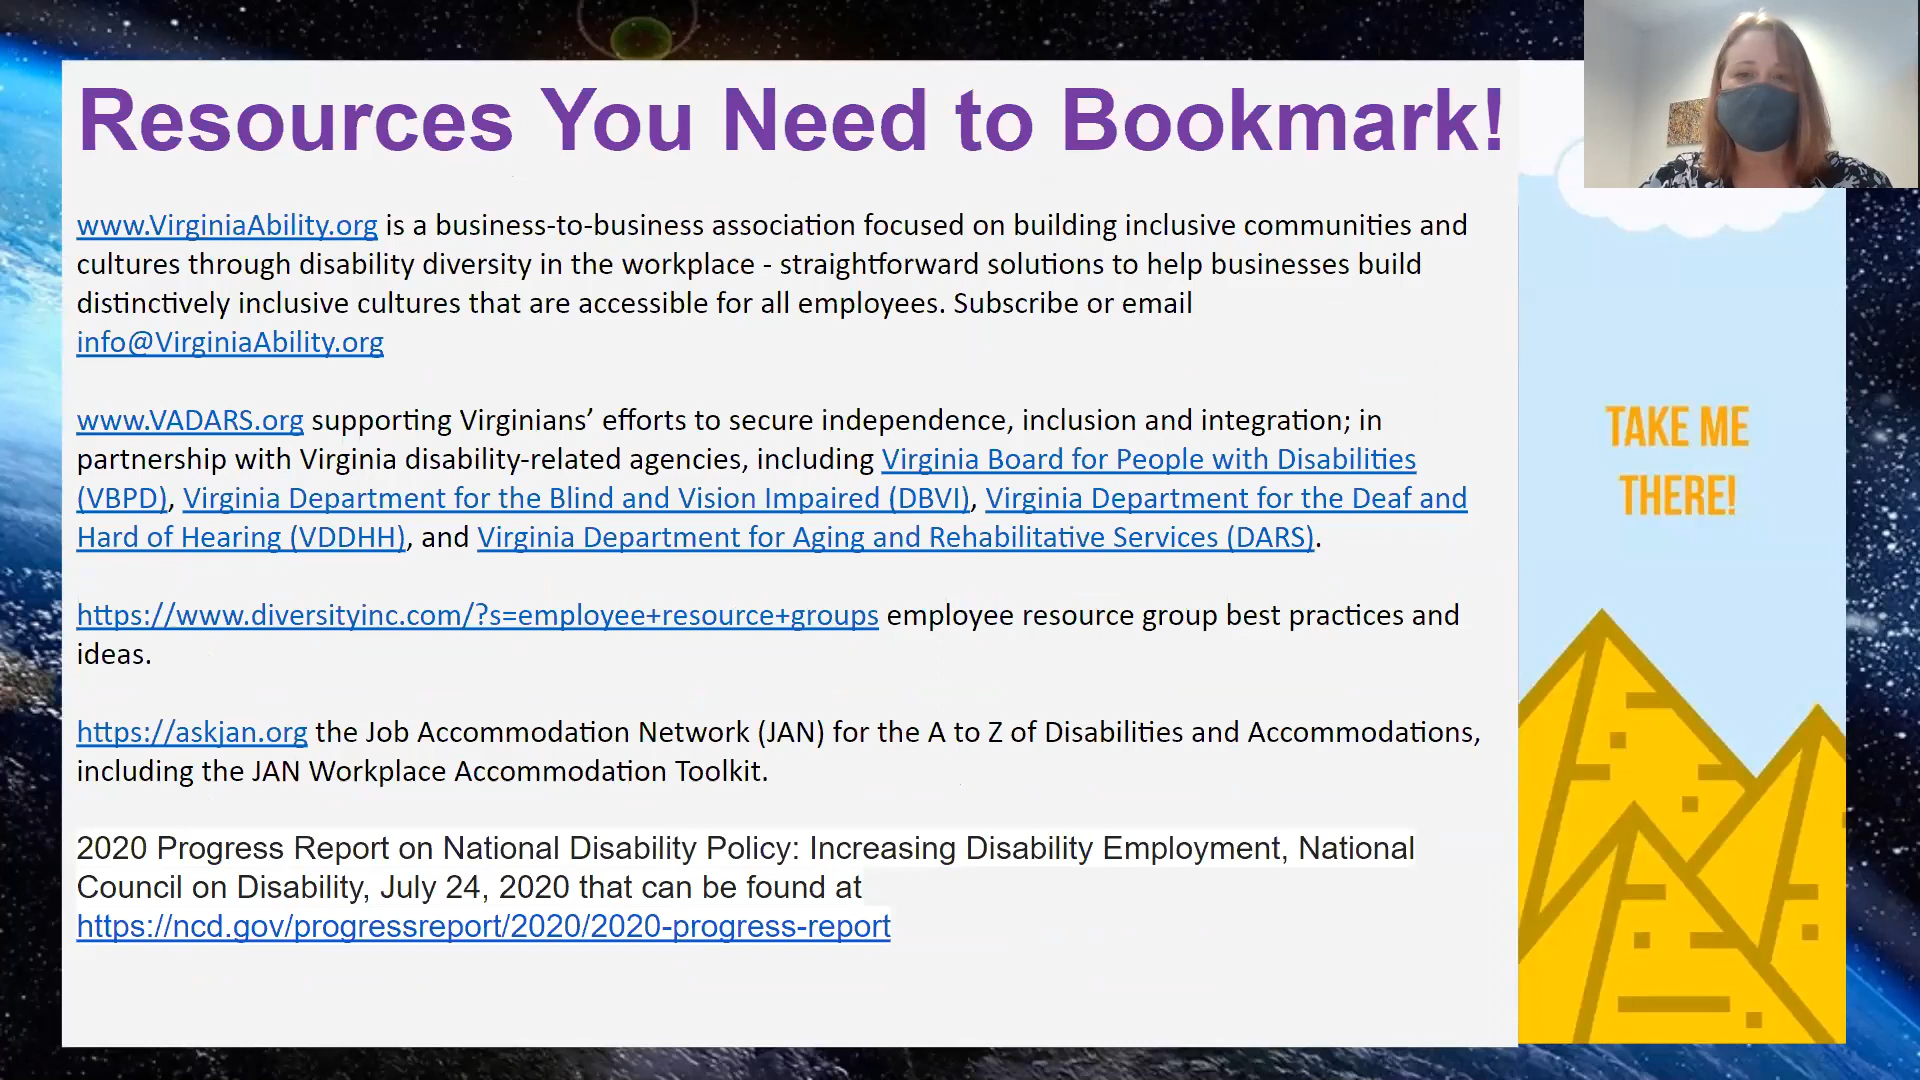 Resources You Need to Bookmark!
www.VirginiaAbility.org is a business-to-business association focused on building inclusive communities and
cultures through disability diversity in the workplace - straightforward solutions to help businesses build
distinctively inclusive cultures that are accessible for all employees. Subscribe or email
info@VirginiaAbility.org
www.VADARS.org supporting Virginians’ efforts to secure independence, inclusion and integration; in
partnership with Virginia disability-related agencies, including Virginia Board for People with Disabilities
(VBPD), Virginia Department for the Blind and Vision Impaired (DBVI), Virginia Department for the Deaf and
Hard of Hearing (VDDHH), and Virginia Department for Aging and Rehabilitative Services (DARS).
https://www.diversityinc.com/?s=employee+resource+groups employee resource group best practices and
ideas.
https://askjan.org the Job Accommodation Network (JAN) for the A to Z of Disabilities and Accommodations,
including the JAN Workplace Accommodation Toolkit.
2020 Progress Report on National Disability Policy: Increasing Disability Employment, National
Council on Disability, July 24, 2020 that can be found at
https://ncd.gov/progressreport/2020/2020-progress-report
TAKE ME
THERE!